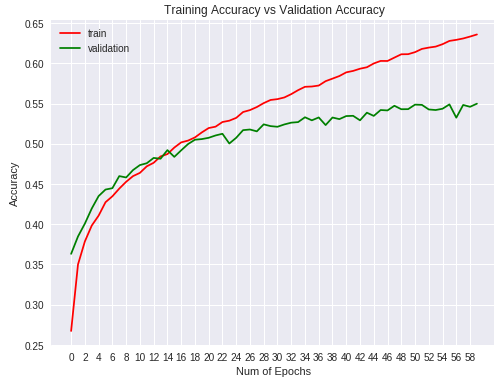 Training Accuracy vs Validation Accuracy
train
validation
0.65
0.60
0.55
0.50
0.45
0.40
0.35
0.30
0.25
Accuracy
0 2 4 6 8 10 12 14 16 18 20 22 24 26 28 30 32 34 36 38 40 42 44 46 48 50 52 54 56 58
Num of Epochs